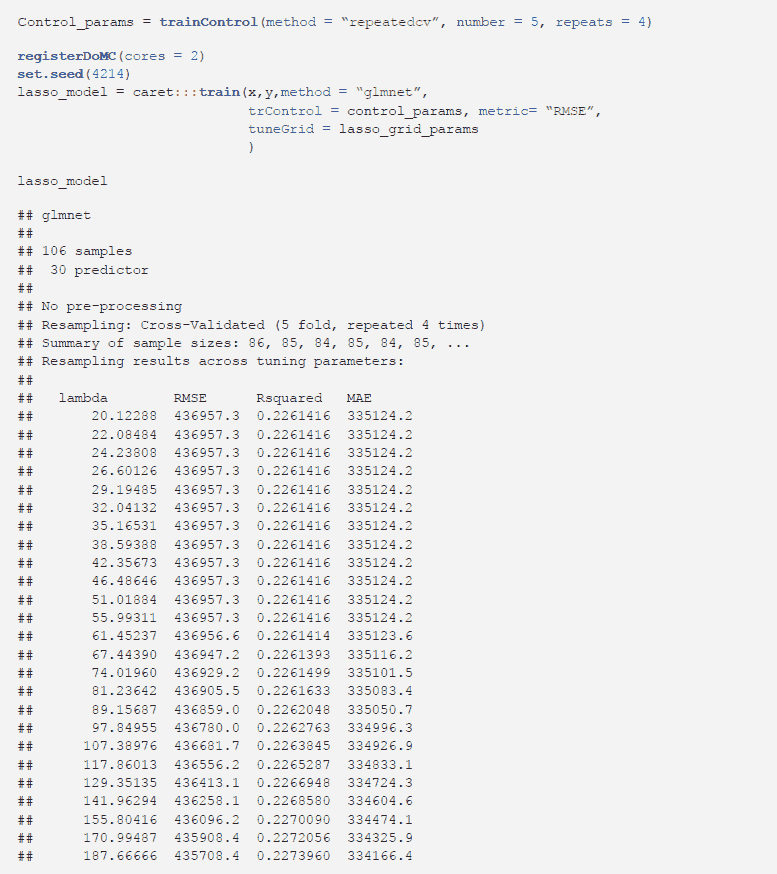 Control_params = trainControl(method = “repeatedcv”, number = 5, repeats = 4)
registerDoMC(cores = 2)
set.seed(4214)
lasso_model = caret:::train(x,y,method = “glmnet”,
trControl = control_params, metric= “RMSE”,
tuneGrid = lasso_grid_params
)
lasso_model
## glmnet
##
## 106 samples
##  30 predictor
##
## No pre-processing
## Resampling: Cross-Validated (5 fold, repeated 4 times)
## Summary of sample sizes: 86, 85, 84, 85, 84, 85, ...
## Resampling results across tuning parameters:
##
##   lambda        RMSE      Rsquared   MAE
##       20.12288  436957.3  0.2261416  335124.2
##       22.08484  436957.3  0.2261416  335124.2
##       24.23808  436957.3  0.2261416  335124.2
##       26.60126  436957.3  0.2261416  335124.2
##       29.19485  436957.3  0.2261416  335124.2
##       32.04132  436957.3  0.2261416  335124.2
##       35.16531  436957.3  0.2261416  335124.2
##       38.59388  436957.3  0.2261416  335124.2
##       42.35673  436957.3  0.2261416  335124.2
##       46.48646  436957.3  0.2261416  335124.2
##       51.01884  436957.3  0.2261416  335124.2
##       55.99311  436957.3  0.2261416  335124.2
##       61.45237  436956.6  0.2261414  335123.6
##       67.44390  436947.2  0.2261393  335116.2
##       74.01960  436929.2  0.2261499  335101.5
##       81.23642  436905.5  0.2261633  335083.4
##       89.15687  436859.0  0.2262048  335050.7
##       97.84955  436780.0  0.2262763  334996.3
##      107.38976  436681.7  0.2263845  334926.9
##      117.86013  436556.2  0.2265287  334833.1
##      129.35135  436413.1  0.2266948  334724.3
##      141.96294  436258.1  0.2268580  334604.6
##      155.80416  436096.2  0.2270090  334474.1
##      170.99487  435908.4  0.2272056  334325.9
##      187.66666  435708.4  0.2273960  334166.4